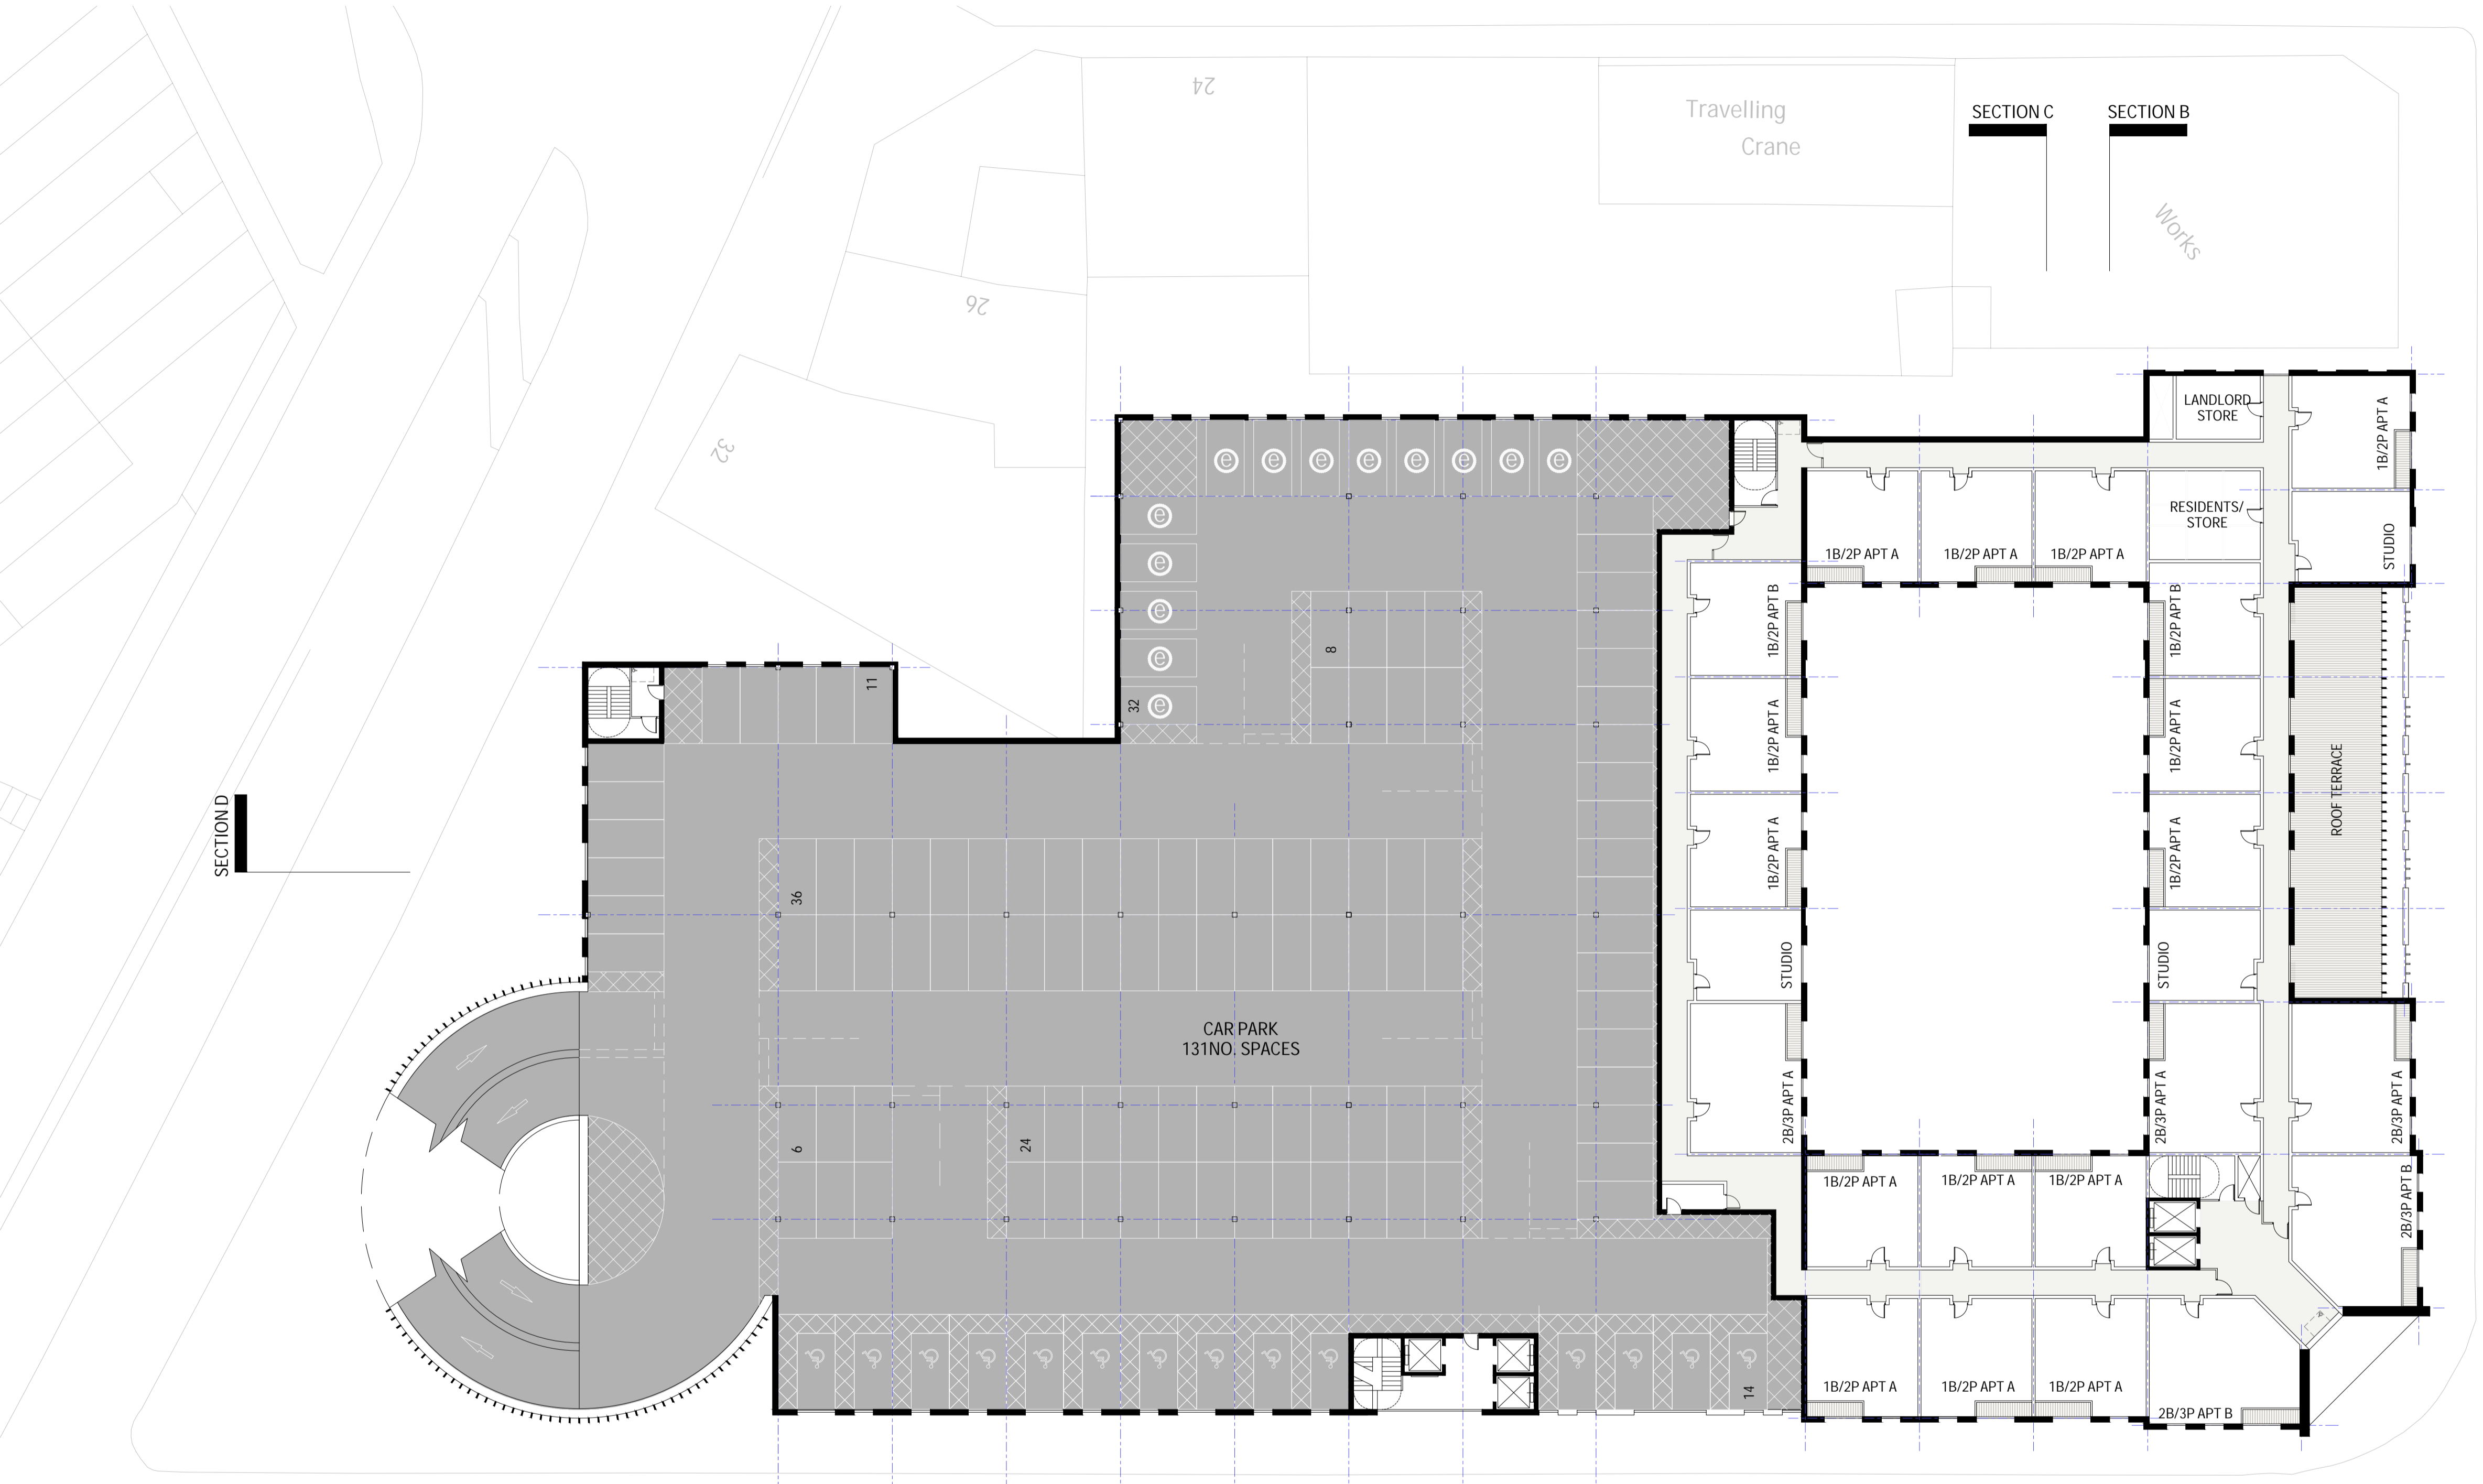 24
Travelling
Crane
SECTION C
SECTION B
Works
26
32
LANDLORD
STORE
1B/2P APT A
RESIDENTS/
STORE
STUDIO
1B/2P APT A
1B/2P APT A
1B/2P APT A
e
e
e
e
e
e
e
e
e
e
e
e
e
32
8
11
1B/2P APT B
1B/2P APT B
1B/2P APT A
1B/2P APT A
ROOF TERRACE
SECTION D
36
1B/2P APT A
1B/2P APT A
STUDIO
STUDIO
CAR PARK
131NO. SPACES
6
24
2B/3P APT A
2B/3P APT A
2B/3P APT A
1B/2P APT A
1B/2P APT A
1B/2P APT A
2B/3P APT B
14
1B/2P APT A
1B/2P APT A
1B/2P APT A
2B/3P APT B